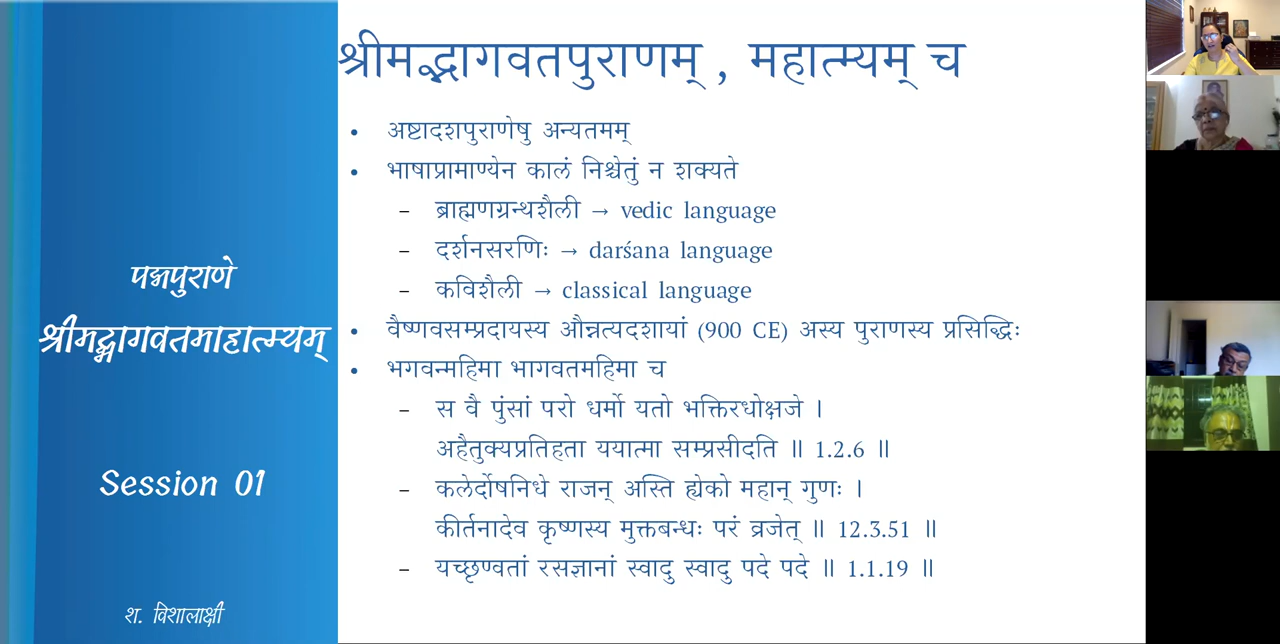 पद्मपुराणे
श्रीमद्भागवतमाहात्म्यम्
Session 01
श. विशालाक्षी
श्रीमद्भागवतपुराणम् , महात्म्यम् च
• अष्टादशपुराणेषु अन्यतमम्
• भाषाप्रामाण्येन कालं निश्चेतुं न शक्यते
– ब्राह्मणग्रन्थशैली → vedic language
– दर्शनसरणिः → darśana language
– कविशैली → classical language
• वैष्णवसम्प्रदायस्य औन्नत्यदशायां (900 CE) अस्य पुराणस्य प्रसिद्धिः
• भगवन्महिमा भागवतमहिमा च
– स वै पुंसां परो धर्मो यतो भक्तिरधोक्षजे ।
अहैतुक्यप्रतिहता ययात्मा सम्प्रसीदति ॥ 1.2.6 ॥
– कलेर्दोषनिधे राजन् अस्ति ह्येको महान् गुणः ।
कीर्तनादेव कृष्णस्य मुक्तबन्धः परं व्रजेत् ॥ 12.3.51 ॥
– यच्छृण्वतां रसज्ञानां स्वादु स्वादु पदे पदे ॥ 1.1.19 ॥